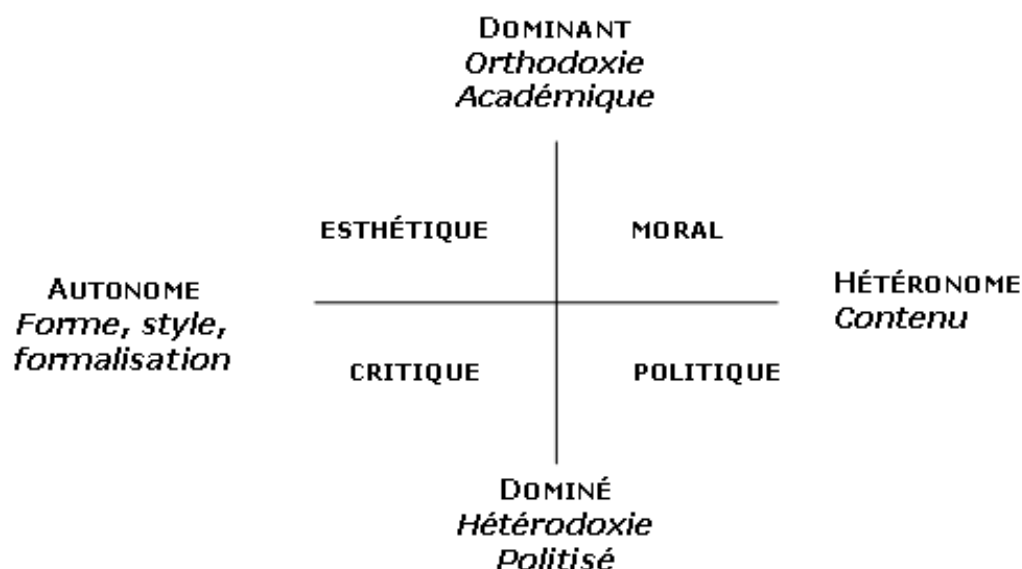 DOMINANT
Orthodoxie
Académique
ESTHÉTIQUE
MORAL
AUTONOME
Forme, style,
formalisation
HÉTÉRONOME
Contenu
CRITIQUE
POLITIQUE
DOMINÉ
Hétérodoxie
Politisé